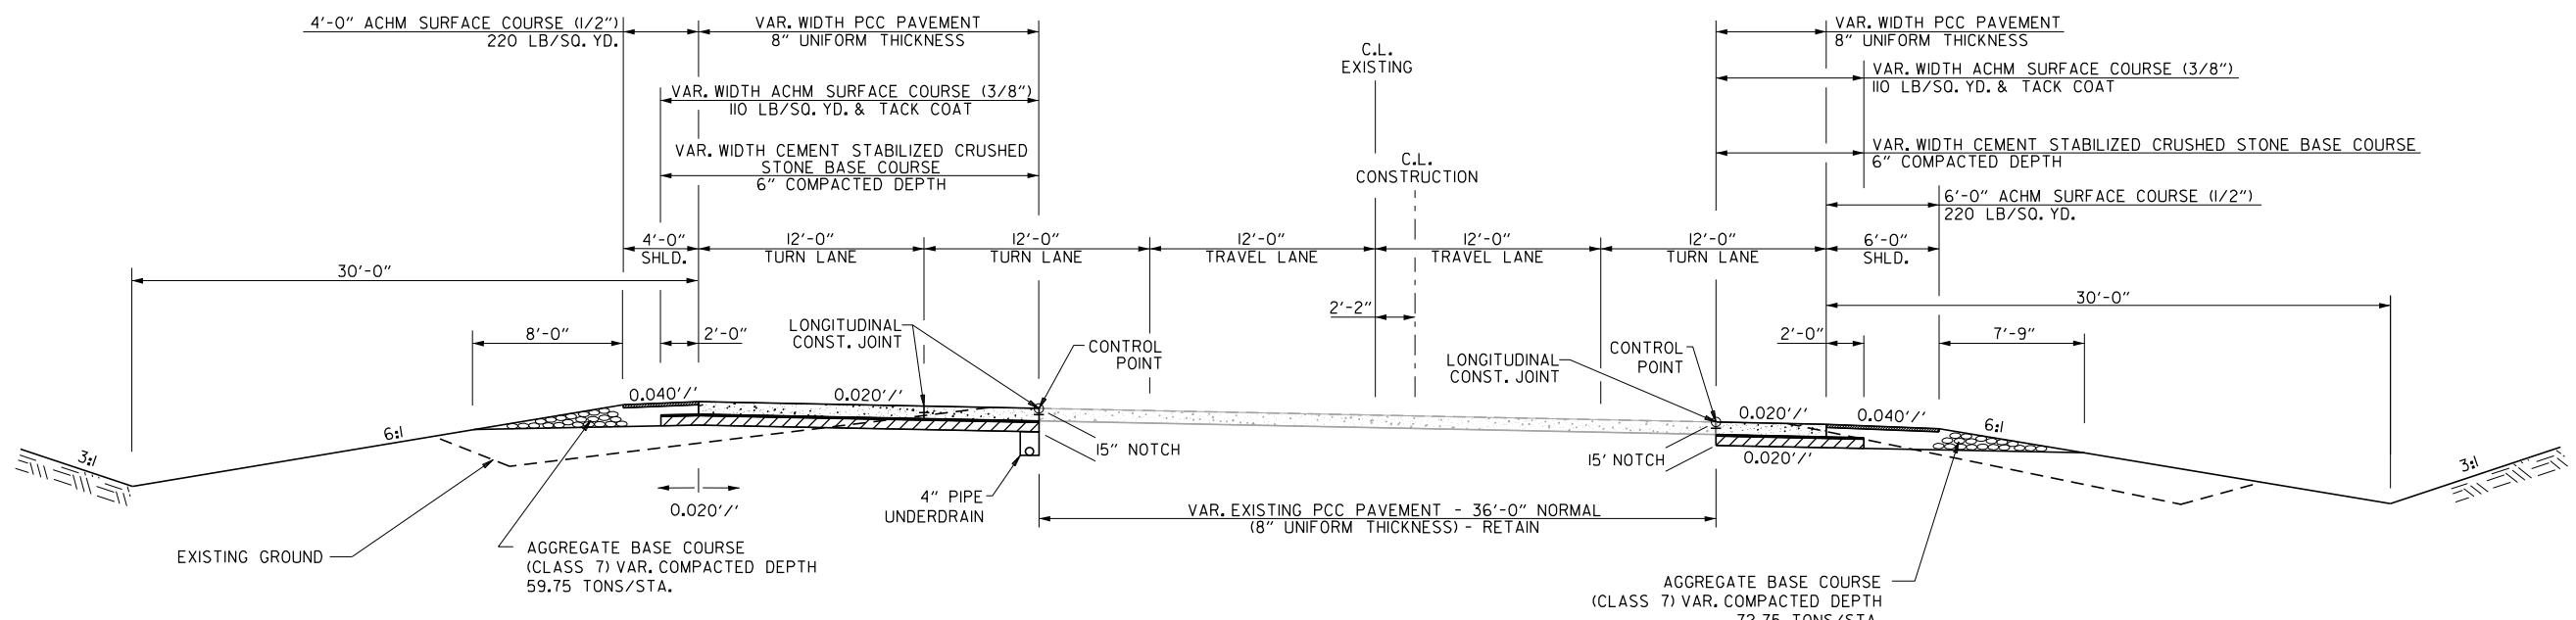 4'-0" ACHM SURFACE COURSE (1/2")
220 LB/SQ. YD.
VAR. WIDTH PCC PAVEMENT
8" UNIFORM THICKNESS
VAR. WIDTH ACHM SURFACE COURSE (3/8")
110 LB/SQ. YD. & TACK COAT
VAR. WIDTH CEMENT STABILIZED CRUSHED
STONE BASE COURSE
6" COMPACTED DEPTH
C.L.
EXISTING
C.L.
CONSTRUCTION
VAR. WIDTH PCC PAVEMENT
8" UNIFORM THICKNESS
VAR. WIDTH ACHM SURFACE COURSE (3/8")
110 LB/SQ. YD. & TACK COAT
VAR. WIDTH CEMENT STABILIZED CRUSHED STONE BASE COURSE
6" COMPACTED DEPTH
6'-0" ACHM SURFACE COURSE (1/2")
220 LB/SQ. YD.
4'-0"
SHLD.
12'-0"
TURN LANE
12'-0"
TURN LANE
12'-0"
TRAVEL LANE
12'-0"
TRAVEL LANE
12'-0"
TURN LANE
6'-0"
SHLD.
30'-0"
2'-2"
30'-0"
8'-0"
2'-0"
LONGITUDINAL
CONST. JOINT
CONTROL
POINT
LONGITUDINAL
CONST. JOINT
CONTROL
POINT
2'-0"
7'-9"
0.040'/'
0.020'/'
0.020'/'
0.040'/'
6:1
6:1
3:1
3:1
15" NOTCH
15' NOTCH
0.020'/'
4" PIPE
UNDERDRAIN
0.020'/'
VAR. EXISTING PCC PAVEMENT - 36'-0" NORMAL
(8" UNIFORM THICKNESS) - RETAIN
EXISTING GROUND
AGGREGATE BASE COURSE
(CLASS 7) VAR. COMPACTED DEPTH
59.75 TONS/STA.
AGGREGATE BASE COURSE
(CLASS 7) VAR. COMPACTED DEPTH
72.75 TONS/STA.